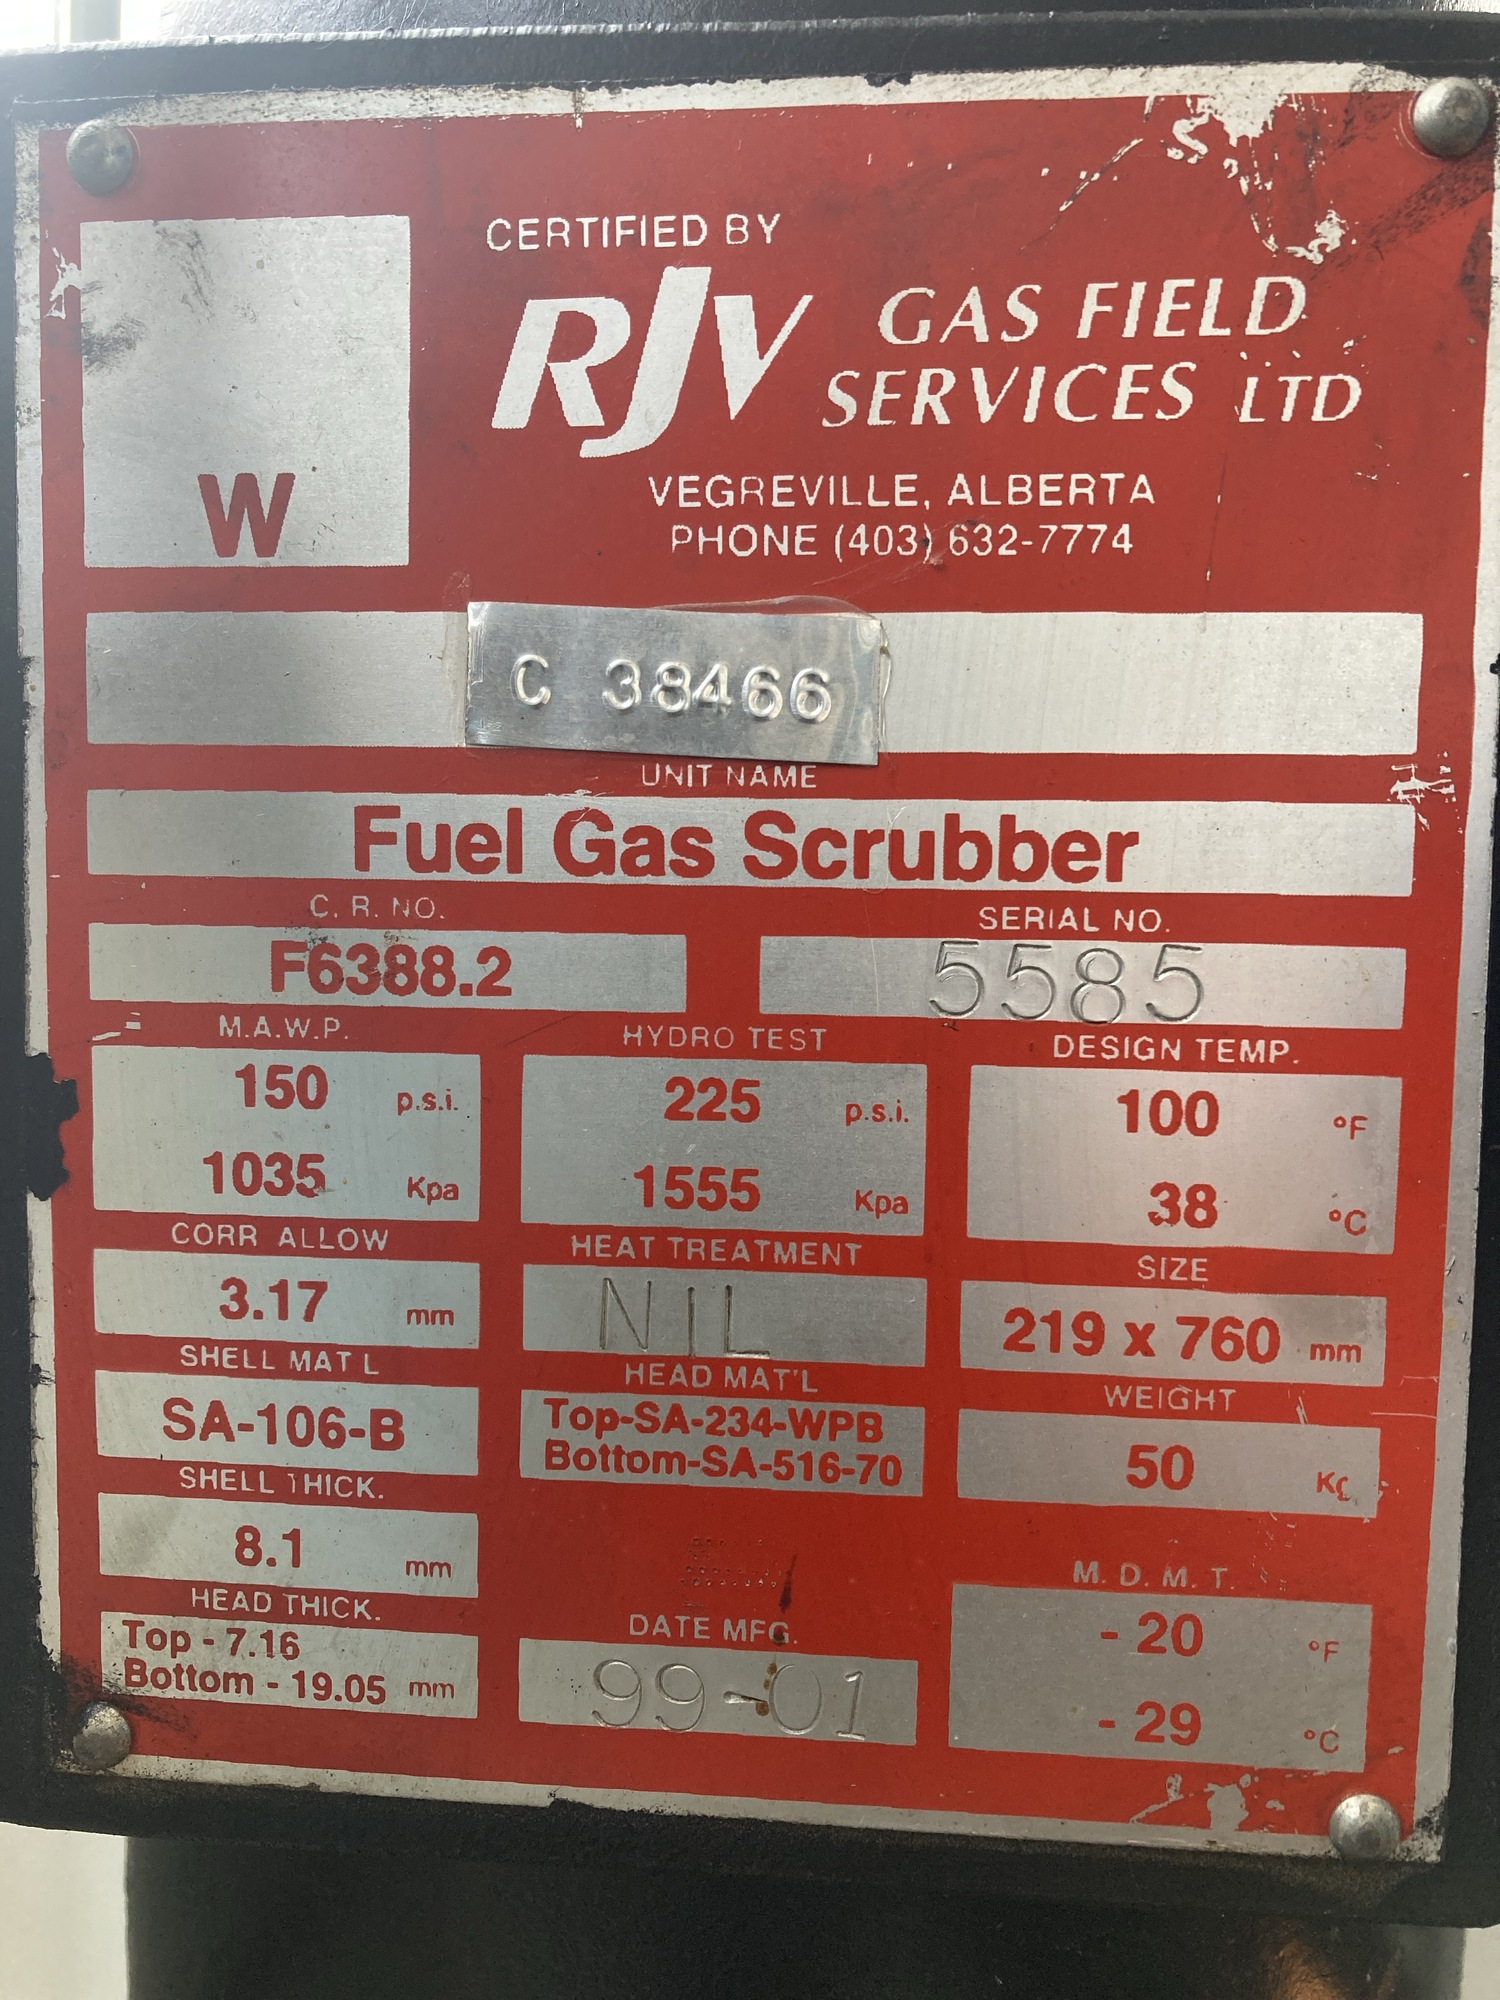 CERTIFIED BY
RJV GAS FIELD
SERVICES LTD
W
VEGREVILLE, ALBERTA
PHONE (403) 632-7774
C 38466
UNIT NAME
Fuel Gas Scrubber
C. R. NO. SERIAL NO.
F6388.2 5585
M.A.W.P. HYDRO TEST DESIGN TEMP.
150 p.s.i. 225 p.s.i. 100 °F
1035 Kpa 1555 Kpa 38 °C
CORR ALLOW HEAT TREATMENT SIZE
3.17 mm NIL 219 x 760 mm
SHELL MAT L HEAD MAT'L WEIGHT
SA-106-B Top-SA-234-WPB
Bottom-SA-516-70 50 Kg
SHELL THICK.
8.1 mm
HEAD THICK. DATE MFG. M. D. M. T.
Top - 7.16 99-01 - 20 °F
Bottom - 19.05 mm - 29 °C